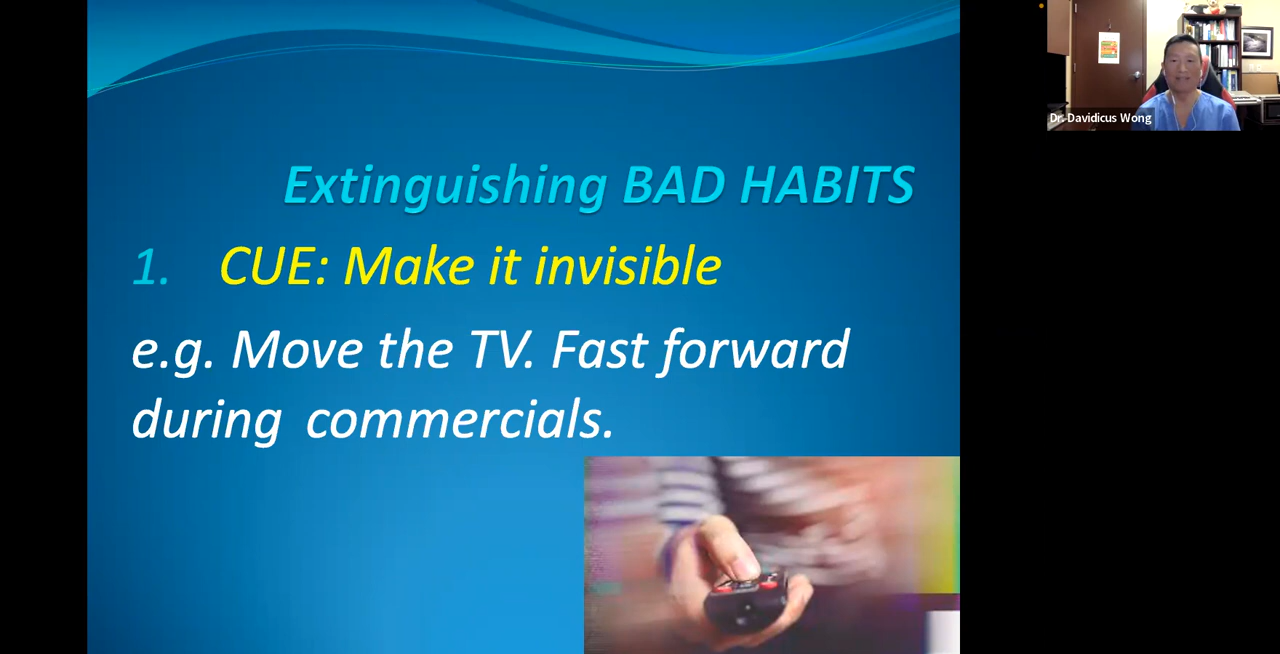 Extinguishing BAD HABITS
1. CUE: Make it invisible
e.g. Move the TV. Fast forward
during commercials.
Dr. Davidicus Wong